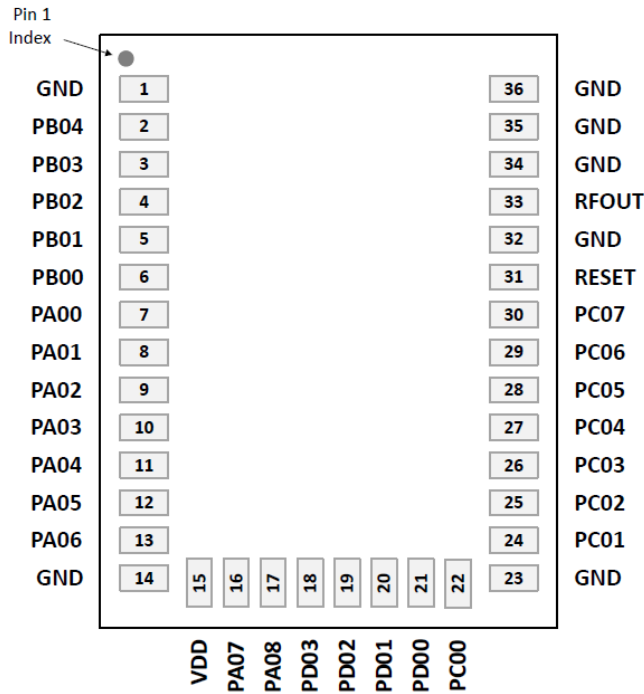 Pin 1
Index
GND 1 36 GND
PB04 2 35 GND
PB03 3 34 GND
PB02 4 33 RFOUT
PB01 5 32 GND
PB00 6 31 RESET
PA00 7 30 PC07
PA01 8 29 PC06
PA02 9 28 PC05
PA03 10 27 PC04
PA04 11 26 PC03
PA05 12 25 PC02
PA06 13 24 PC01
GND 14 23 GND
15 16 17 18 19 20 21 22
VDD PA07 PA08 PD03 PD02 PD01 PD00 PC00